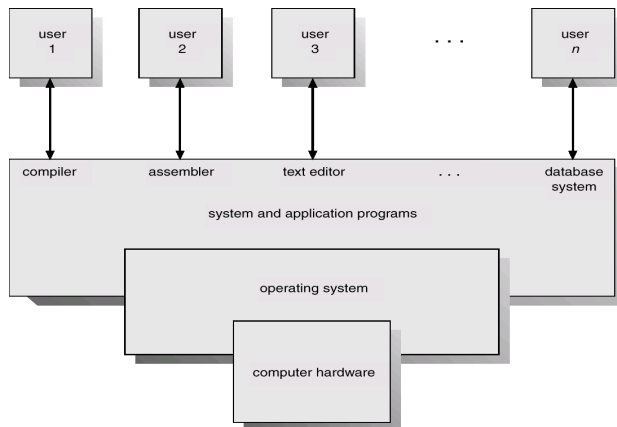 user
1
user
2
user
3
. . .
user
n
compiler
assembler
text editor
. . .
database
system
system and application programs
operating system
computer hardware